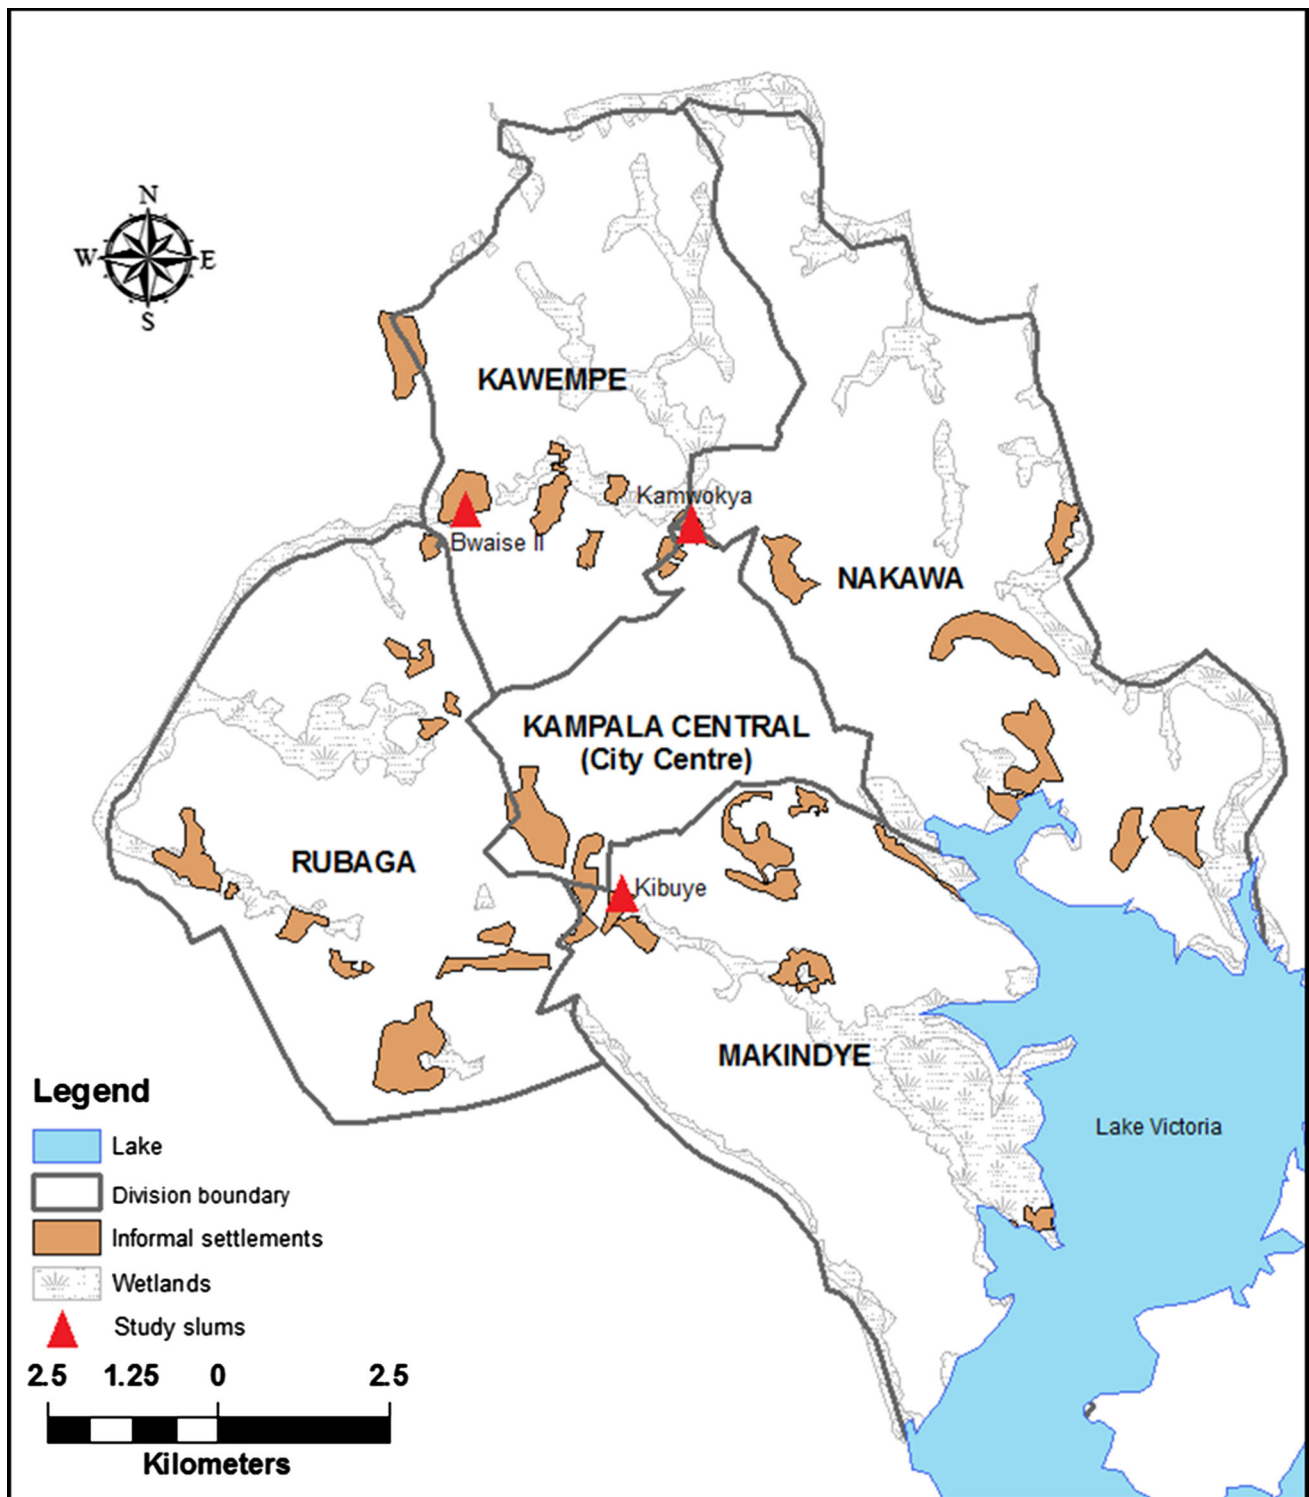 N
W
E
S
KAWEMPE
Kamwokya
Bwaise II
NAKAWA
KAMPALA CENTRAL
(City Centre)
RUBAGA
Kibuye
MAKINDYE
Lake Victoria
Legend
Lake
Division boundary
Informal settlements
Wetlands
Study slums
2.5 1.25 0 2.5
Kilometers